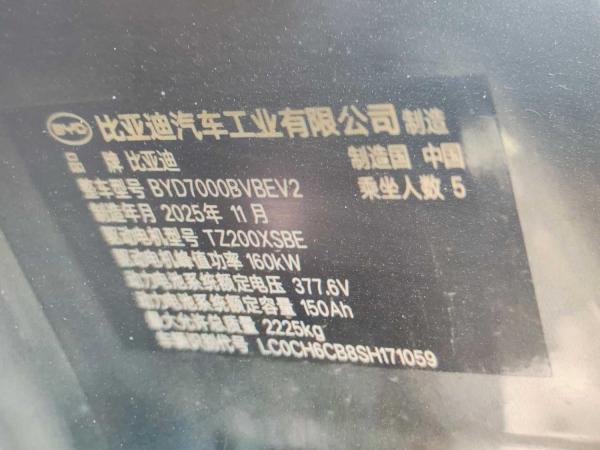 BYD 比亚迪汽车工业有限公司 制造
品 牌 比亚迪 制造国 中国
整车型号 BYD7000BVBEV2 乘坐人数 5
制造年月 2025年 11月
驱动电机型号 TZ200XSBE
驱动电机峰值功率 160kW
动力电池系统额定电压 377.6V
动力电池系统额定容量 150Ah
最大允许总质量 2225kg
车辆识别代号 LC0CH6CB8SH171059